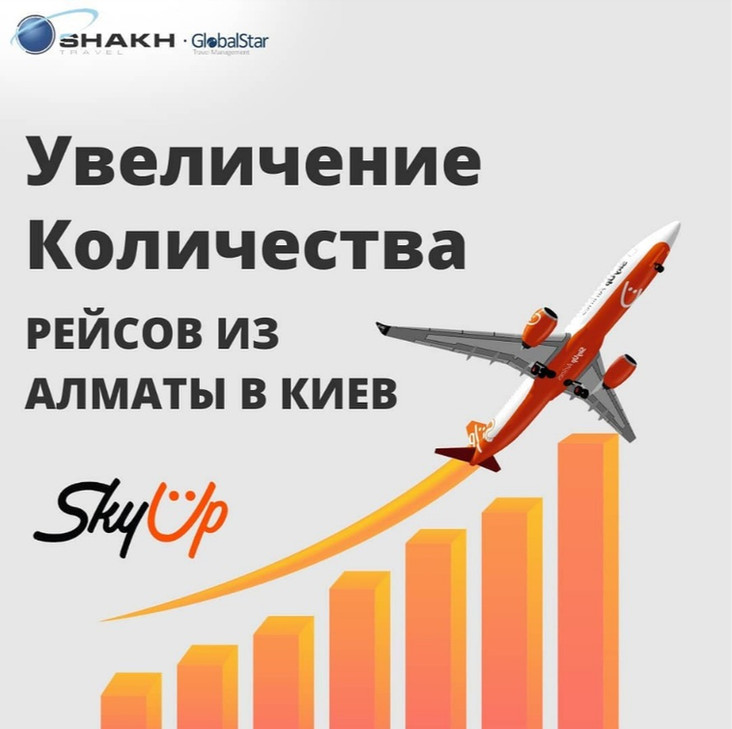 SHAKH · GlobalStar
TRAVEL Travel Management
Увеличение
Количества
РЕЙСОВ ИЗ
АЛМАТЫ В КИЕВ
SkyUp